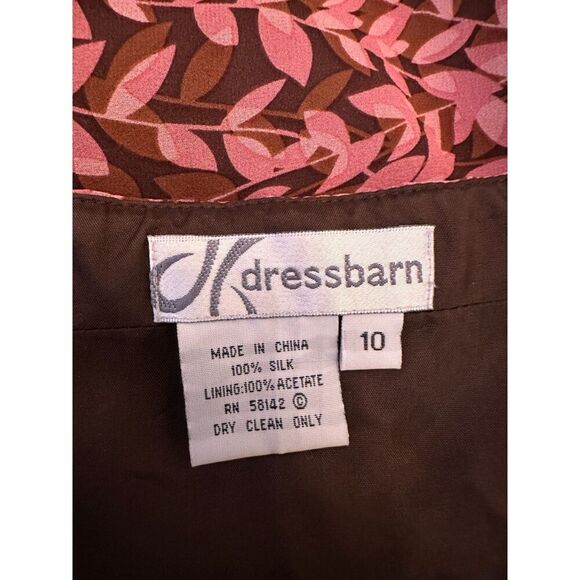 dressbarn
10
MADE IN CHINA
100% SILK
LINING:100% ACETATE
RN 58142 ©
DRY CLEAN ONLY